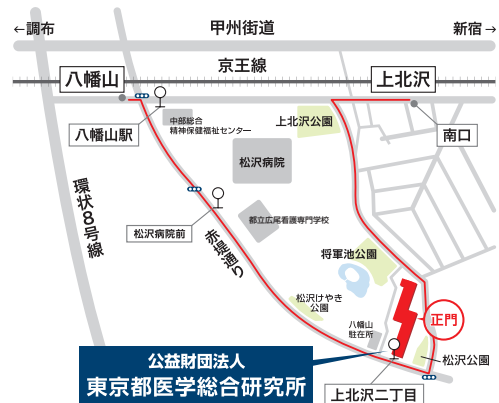 ←調布
甲州街道
新宿→
京王線
八幡山
上北沢
八幡山駅
中部総合
精神保健福祉センター
上北沢公園
南口
松沢病院
環状8号線
松沢病院前
都立広尾看護専門学校
赤堤通り
将軍池公園
松沢けやき
公園
八幡山
駐在所
正門
公益財団法人
東京都医学総合研究所
松沢公園
上北沢二丁目